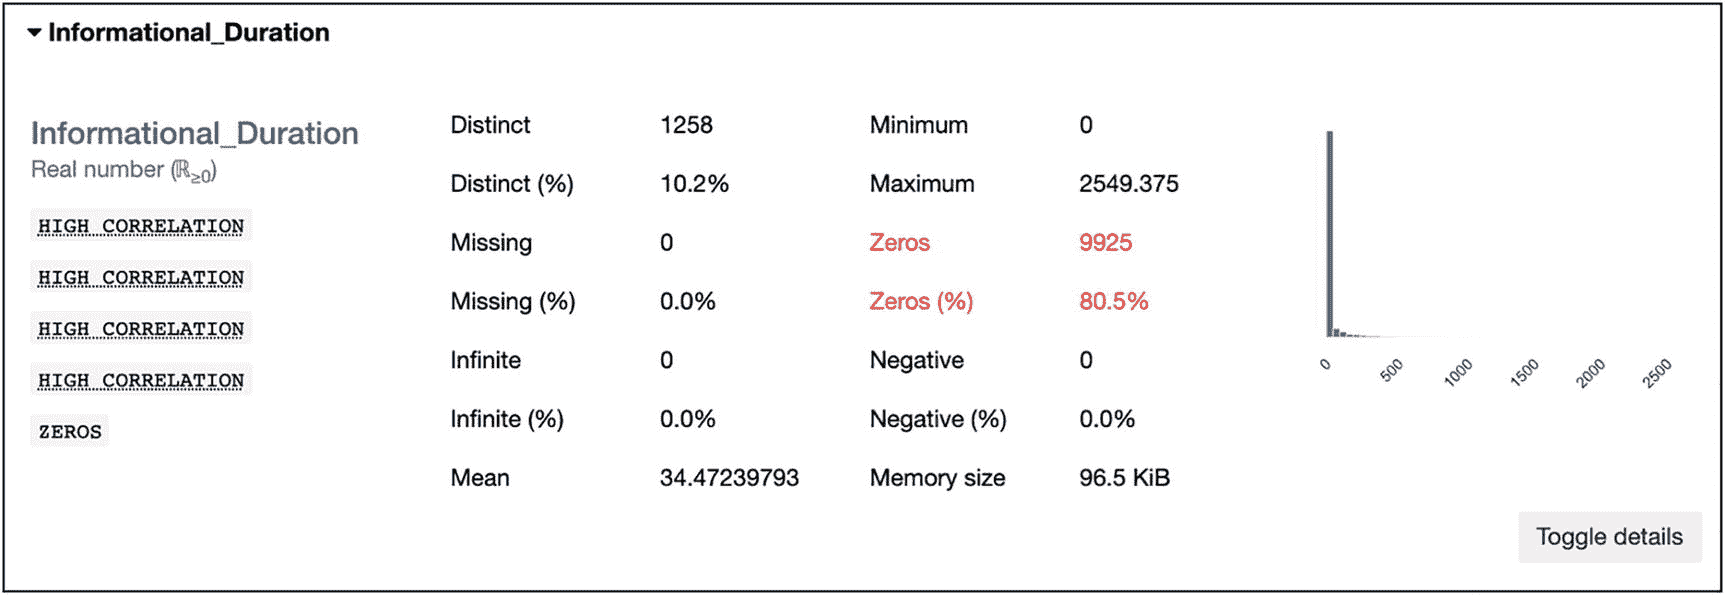 Informational_Duration
Informational_Duration
Real number (ℝ≥0)
HIGH CORRELATION
HIGH CORRELATION
HIGH CORRELATION
HIGH CORRELATION
ZEROS
Distinct 1258
Distinct (%) 10.2%
Missing 0
Missing (%) 0.0%
Infinite 0
Infinite (%) 0.0%
Mean 34.47239793
Minimum 0
Maximum 2549.375
Zeros 9925
Zeros (%) 80.5%
Negative 0
Negative (%) 0.0%
Memory size 96.5 KiB
0 500 1000 1500 2000 2500
Toggle details